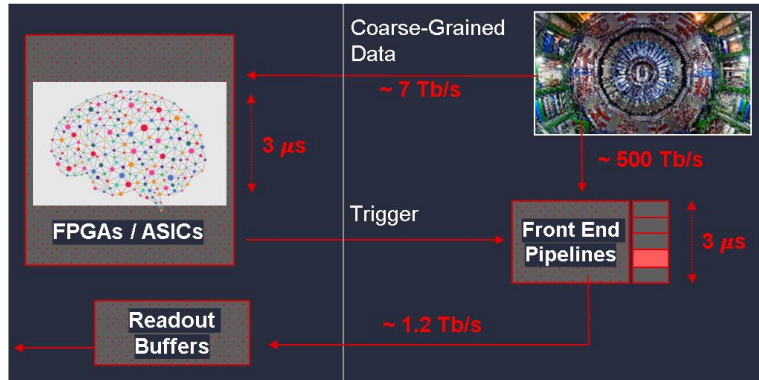 Coarse-Grained
Data
~ 7 Tb/s
3 µs
~ 500 Tb/s
FPGAs / ASICs
Trigger
Front End
Pipelines
3 µs
~ 1.2 Tb/s
Readout
Buffers